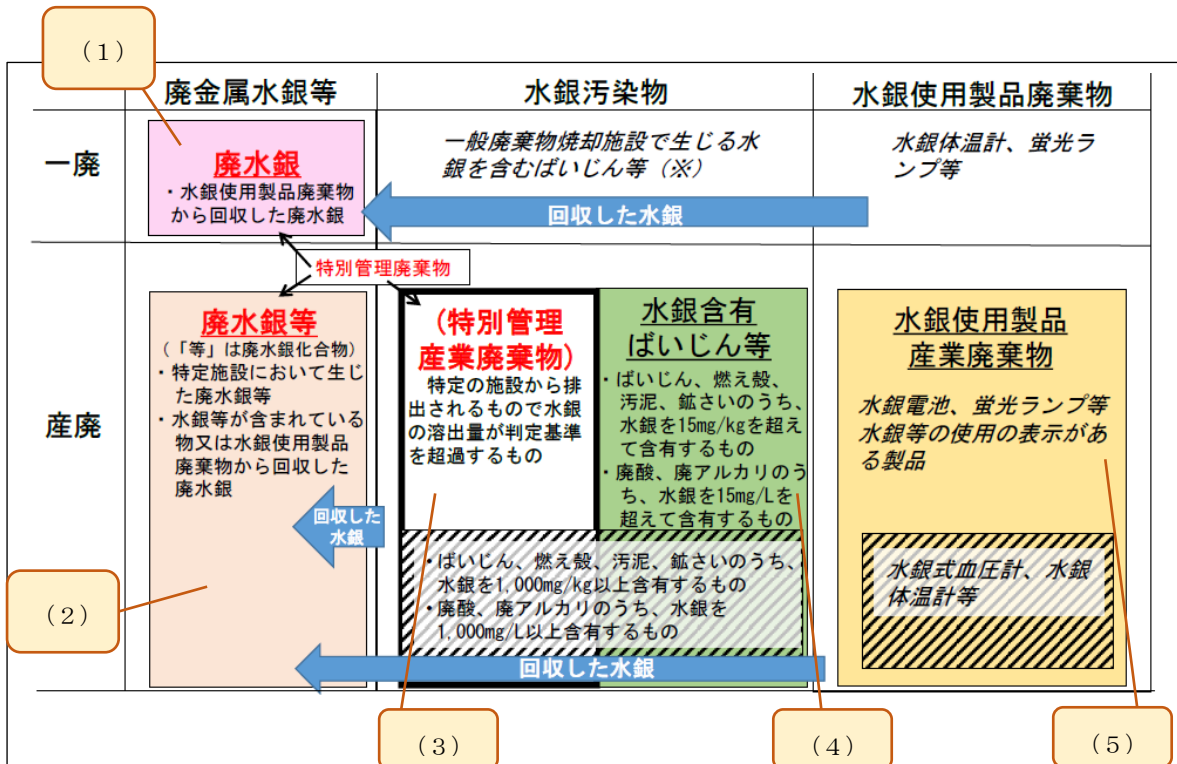 （１）
廃金属水銀等
水銀汚染物
水銀使用製品廃棄物
一廃
廃水銀
・水銀使用製品廃棄物
から回収した廃水銀
一般廃棄物焼却施設で生じる水
銀を含むばいじん等（※）
水銀体温計、蛍光ラ
ンプ等
回収した水銀
特別管理廃棄物
産廃
廃水銀等
（「等」は廃水銀化合物）
・特定施設において生じ
た廃水銀等
・水銀等が含まれている
物又は水銀使用製品
廃棄物から回収した
廃水銀
回収した
水銀
（特別管理
産業廃棄物）
特定の施設から排
出されるもので水銀
の溶出量が判定基準
を超過するもの
水銀含有
ばいじん等
・ばいじん、燃え殻、
汚泥、鉱さいのうち、
水銀を15mg/kgを超え
て含有するもの
・廃酸、廃アルカリのう
ち、水銀を15mg/Lを
超えて含有するもの
・ばいじん、燃え殻、汚泥、鉱さいのうち、
水銀を1,000mg/kg以上含有するもの
・廃酸、廃アルカリのうち、水銀を
1,000mg/L以上含有するもの
回収した水銀
水銀使用製品
産業廃棄物
水銀電池、蛍光ランプ等
水銀等の使用の表示があ
る製品
水銀式血圧計、水銀
体温計等
（２）
（３）
（４）
（５）